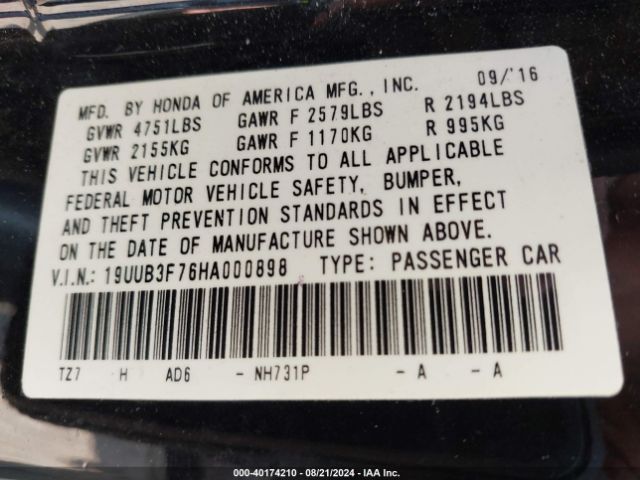 MFD. BY HONDA OF AMERICA MFG., INC. 09/'16
GVWR 4751LBS GAWR F 2579LBS R 2194LBS
GVWR 2155KG GAWR F 1170KG R 995KG
THIS VEHICLE CONFORMS TO ALL APPLICABLE
FEDERAL MOTOR VEHICLE SAFETY, BUMPER,
AND THEFT PREVENTION STANDARDS IN EFFECT
ON THE DATE OF MANUFACTURE SHOWN ABOVE.
V.I.N.: 19UUB3F76HA000898 TYPE: PASSENGER CAR
TZ7 H AD6 - NH731P - A - A
000-40174210 - 08/21/2024 - IAA Inc.